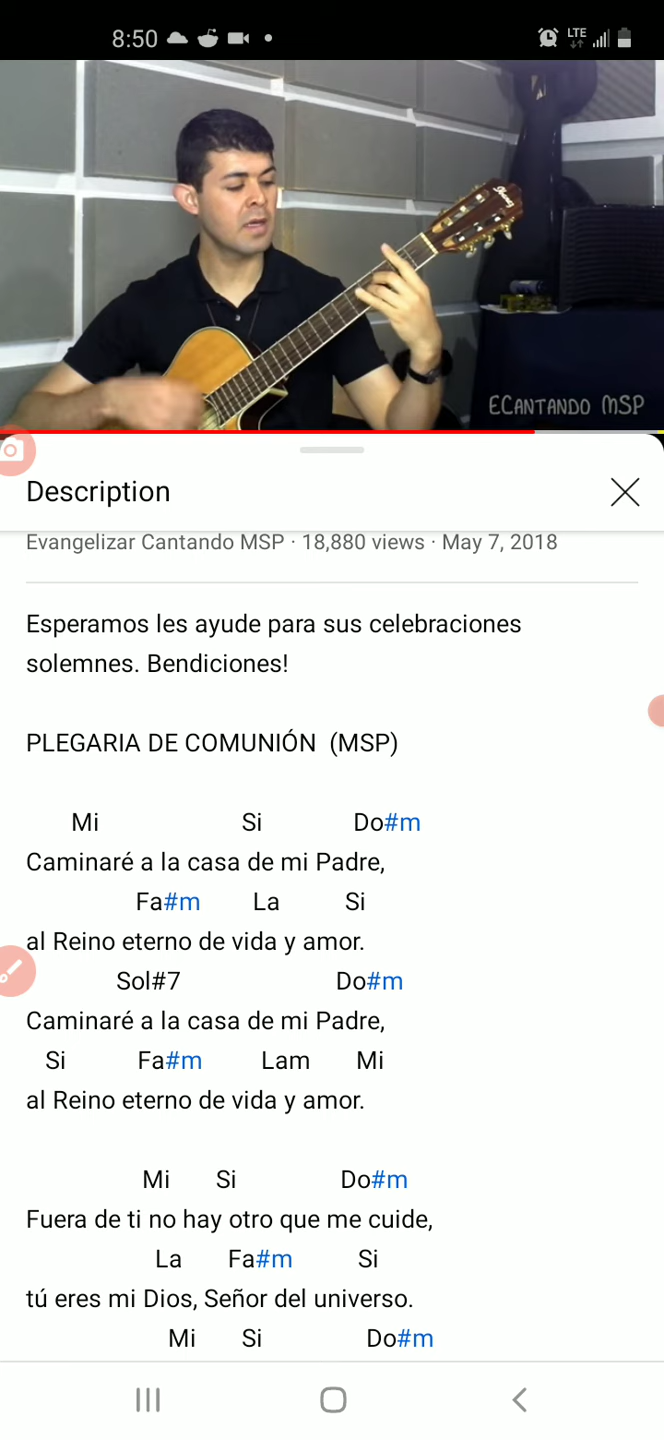 8:50
LTE
Ibanez
ECANTANDO MSP
Description
Evangelizar Cantando MSP · 18,880 views · May 7, 2018
Esperamos les ayude para sus celebraciones
solemnes. Bendiciones!
PLEGARIA DE COMUNIÓN (MSP)
Mi Si Do#m
Caminaré a la casa de mi Padre,
Fa#m La Si
al Reino eterno de vida y amor.
Sol#7 Do#m
Caminaré a la casa de mi Padre,
Si Fa#m Lam Mi
al Reino eterno de vida y amor.
Mi Si Do#m
Fuera de ti no hay otro que me cuide,
La Fa#m Si
tú eres mi Dios, Señor del universo.
Mi Si Do#m